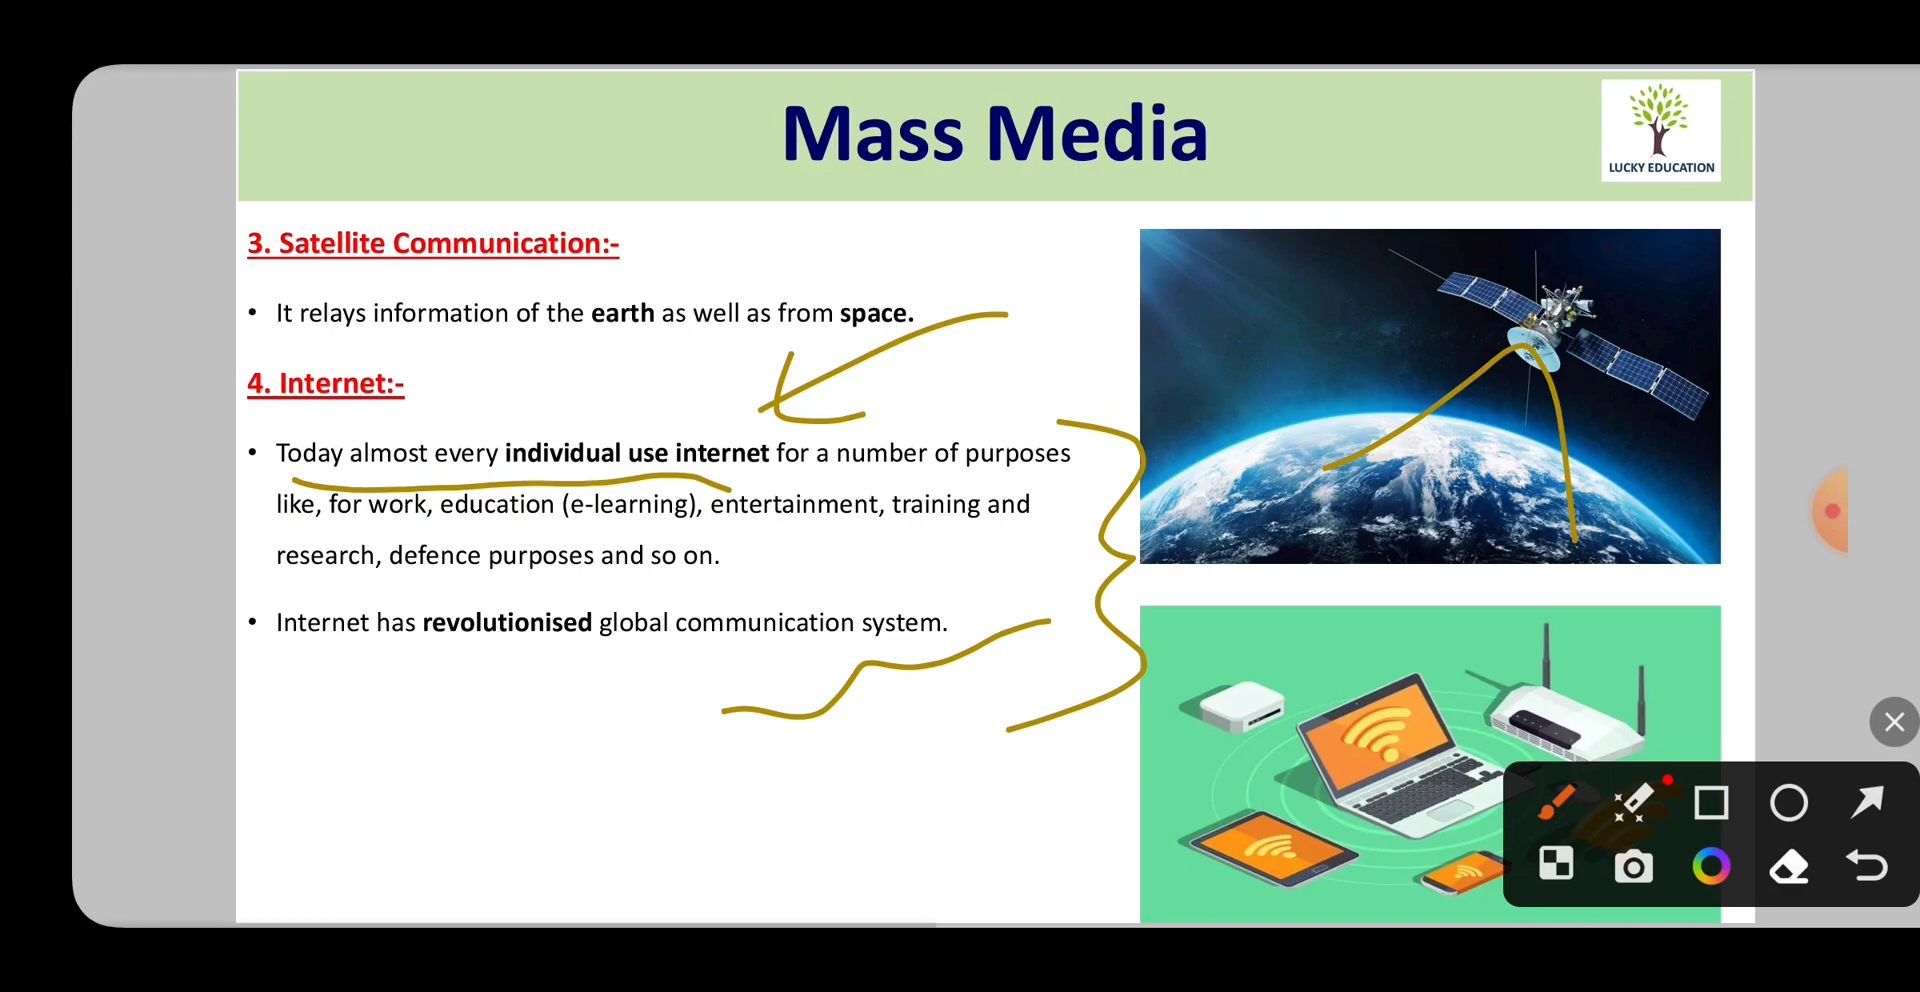 Mass Media
LUCKY EDUCATION
3. Satellite Communication:-
• It relays information of the earth as well as from space.
4. Internet:-
• Today almost every individual use internet for a number of purposes
like, for work, education (e-learning), entertainment, training and
research, defence purposes and so on.
• Internet has revolutionised global communication system.